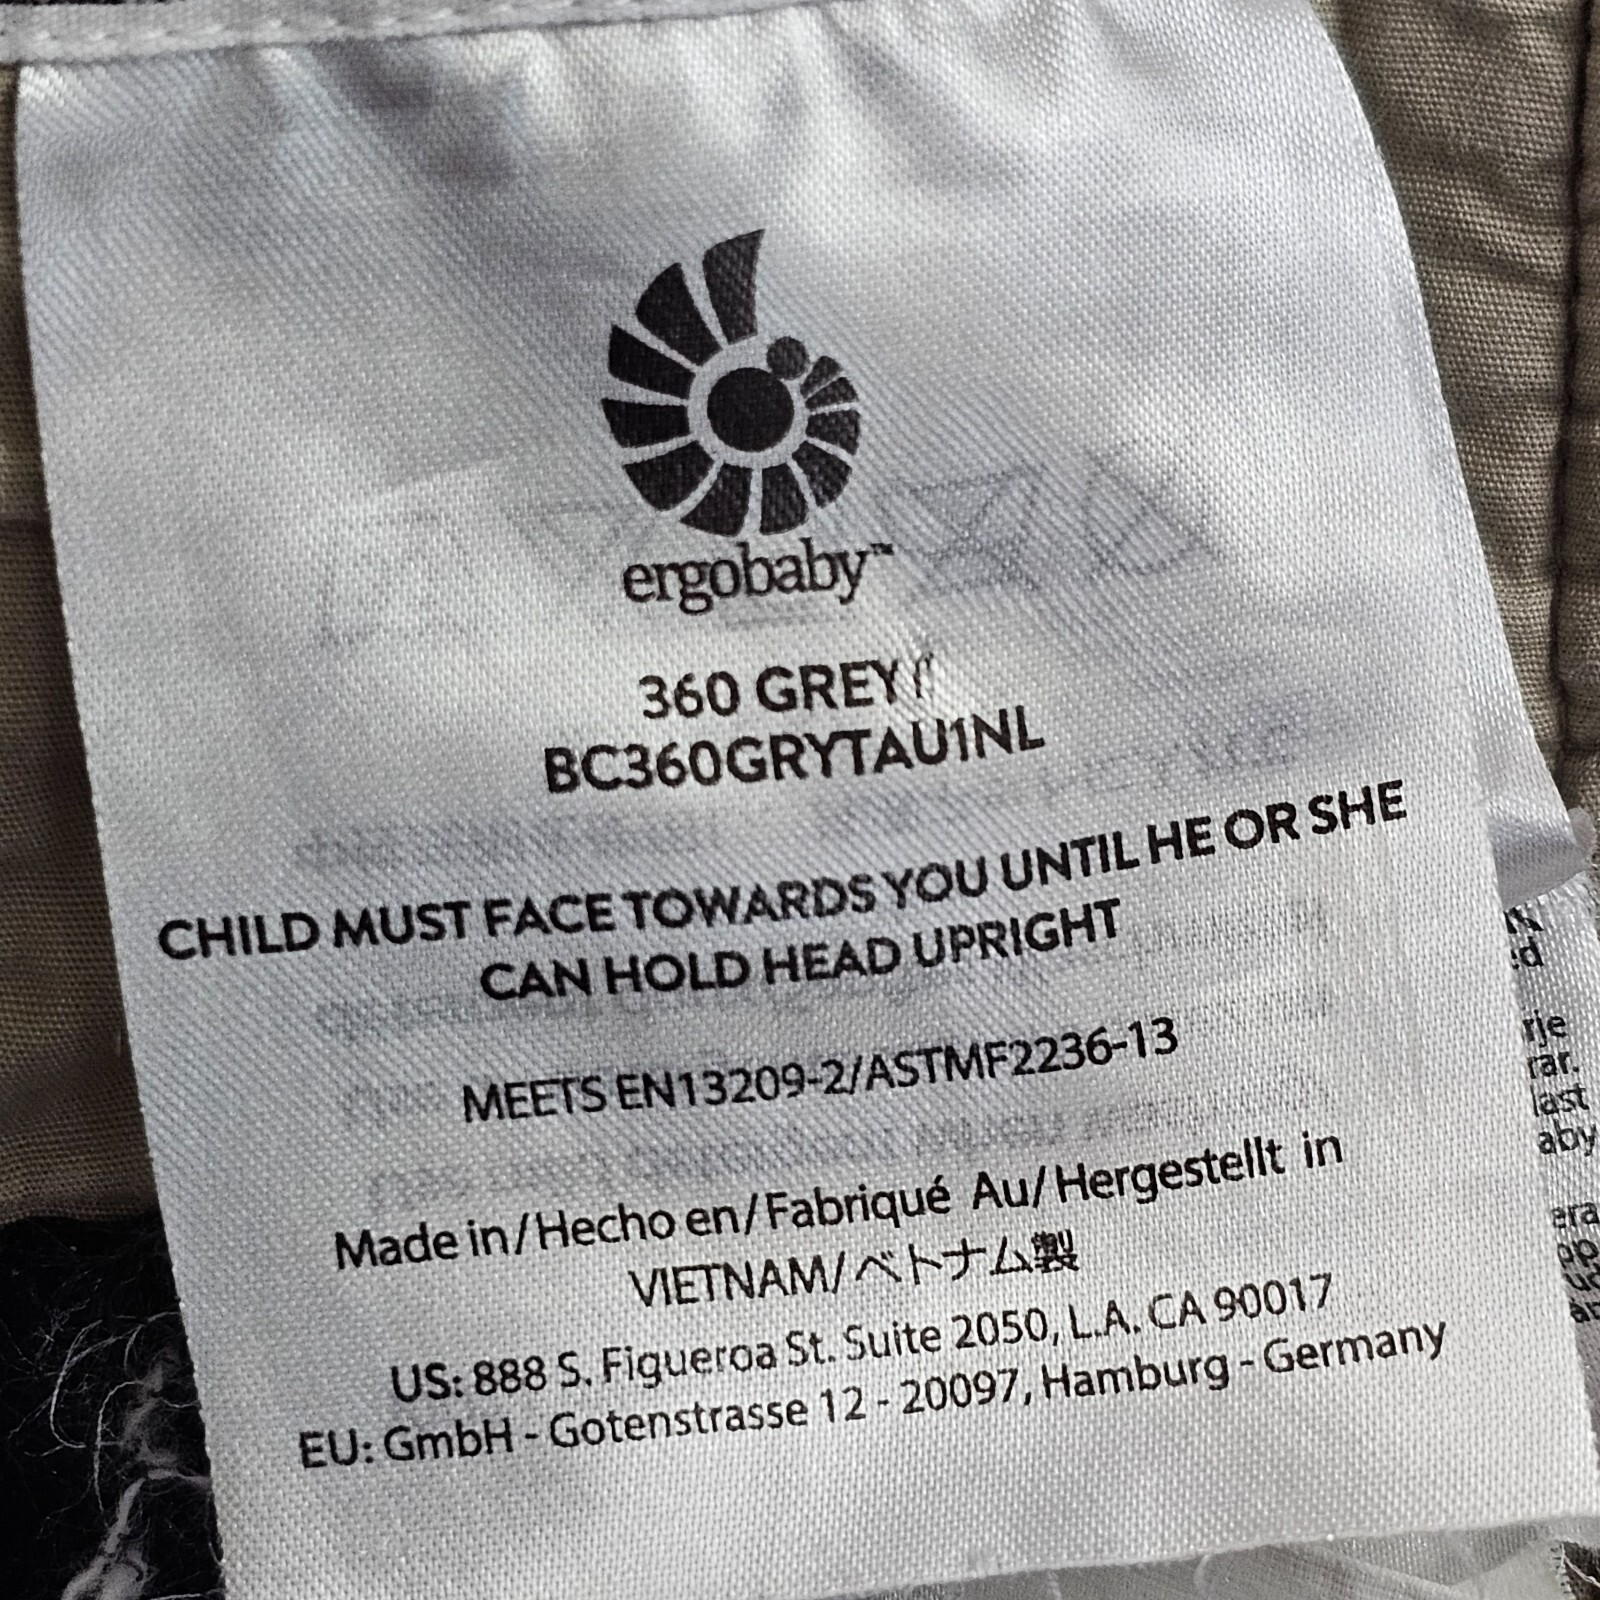 ergobaby™
360 GREY
BC360GRYTAU1NL
CHILD MUST FACE TOWARDS YOU UNTIL HE OR SHE
CAN HOLD HEAD UPRIGHT
MEETS EN13209-2/ASTMF2236-13
Made in/Hecho en/Fabriqué Au/Hergestellt in
VIETNAM/ベトナム製
US: 888 S. Figueroa St. Suite 2050, L.A. CA 90017
EU: GmbH - Gotenstrasse 12 - 20097, Hamburg - Germany